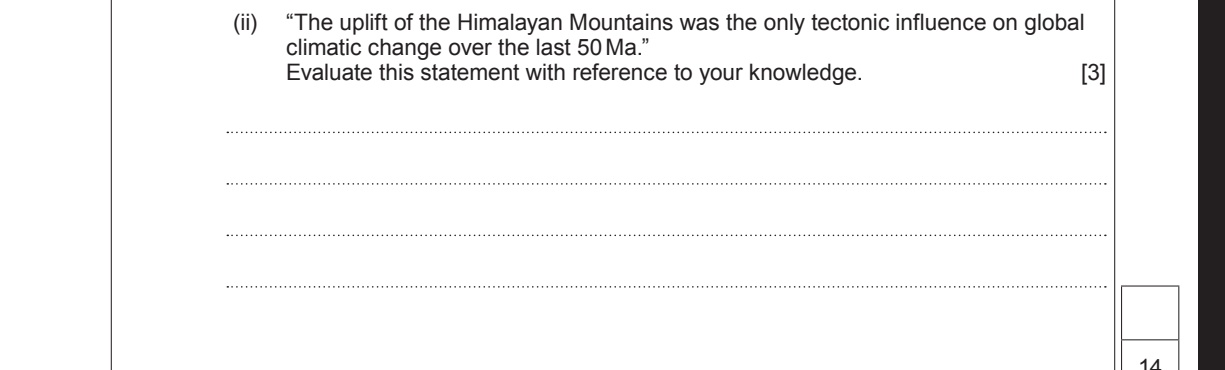 (ii) “The uplift of the Himalayan Mountains was the only tectonic influence on global
climatic change over the last 50 Ma.”
Evaluate this statement with reference to your knowledge. [3]
14